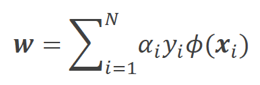 w = ∑_{i=1}^{N} α_i y_i ϕ(x_i)